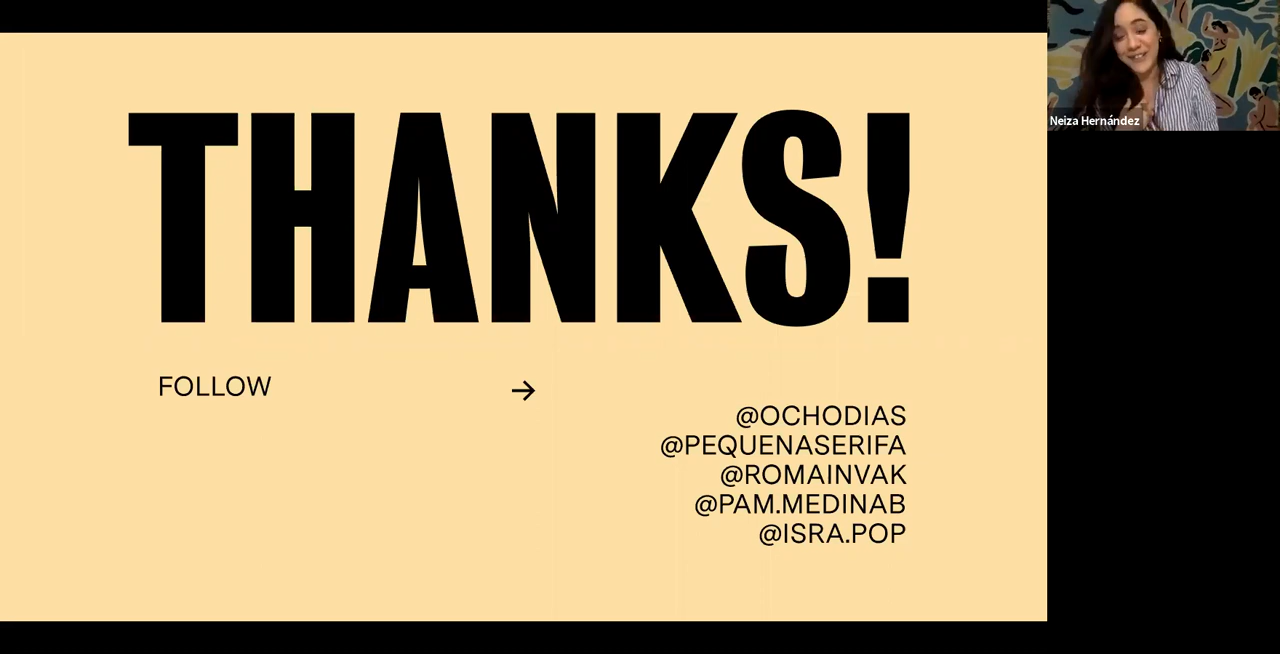 THANKS!
FOLLOW →
@OCHODIAS
@PEQUENASERIFA
@ROMAINVAK
@PAM.MEDINAB
@ISRA.POP
Neiza Hernández